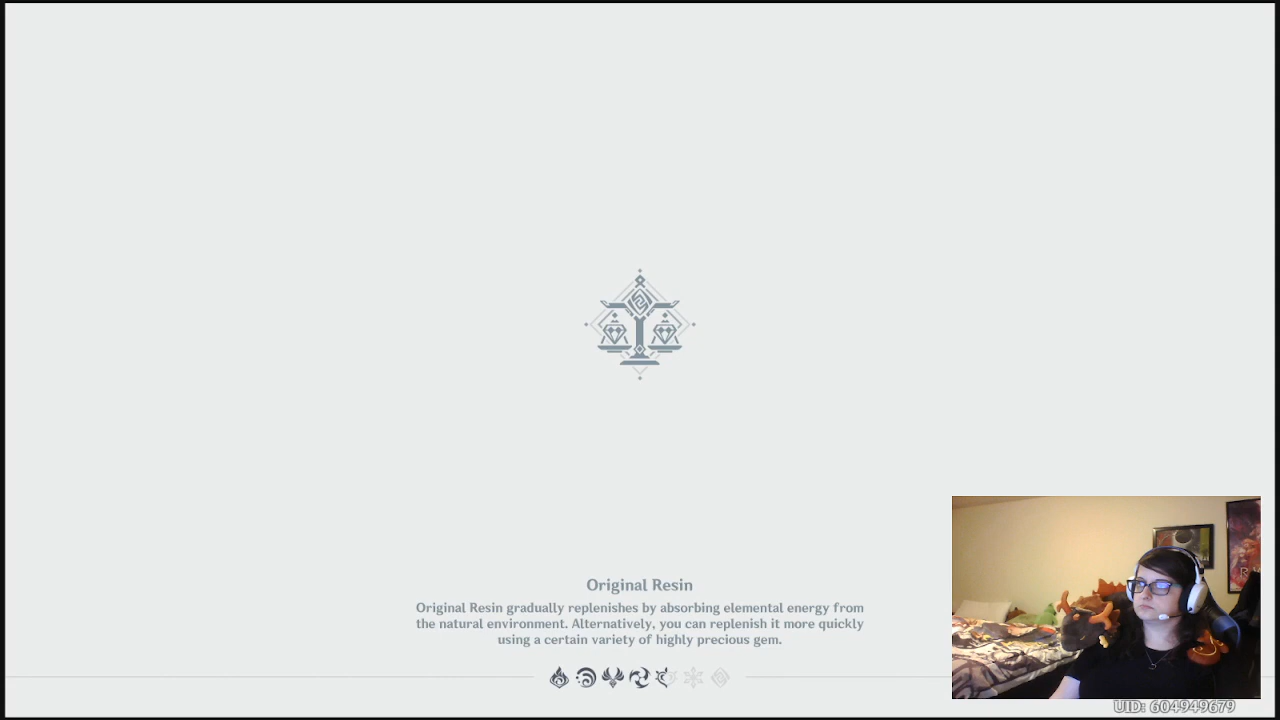 Original Resin
Original Resin gradually replenishes by absorbing elemental energy from
the natural environment. Alternatively, you can replenish it more quickly
using a certain variety of highly precious gem.
UID: 604949679